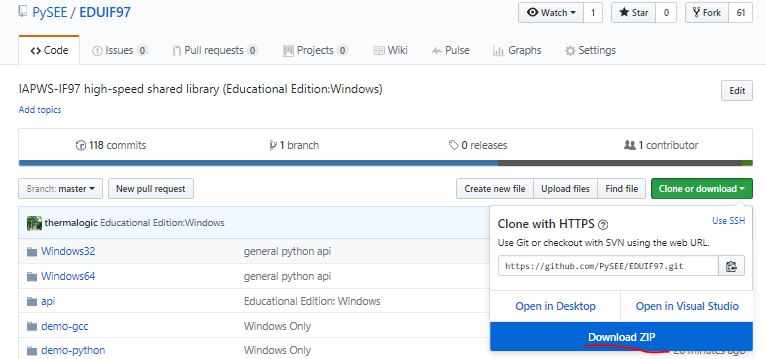 PySEE / EDUIF97
Watch 1 Star 0 Fork 61
Code Issues 0 Pull requests 0 Projects 0 Wiki Pulse Graphs Settings
IAPWS-IF97 high-speed shared library (Educational Edition:Windows) Edit
Add topics
118 commits 1 branch 0 releases 1 contributor
Branch: master New pull request Create new file Upload files Find file Clone or download
thermalogic Educational Edition:Windows
Windows32 general python api
Windows64 general python api
api Educational Edition: Windows
demo-gcc Windows Only
demo-python Windows Only
Clone with HTTPS Use SSH
Use Git or checkout with SVN using the web URL.
https://github.com/PySEE/EDUIF97.git
Open in Desktop Open in Visual Studio
Download ZIP
minutes ago